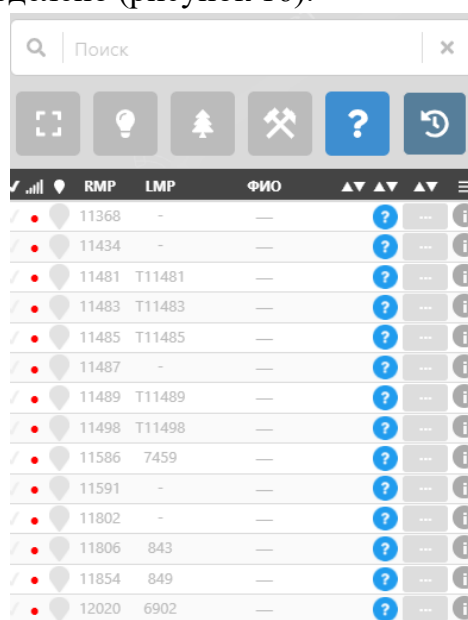 Поиск
RMP LMP ФИО
11368 - —
11434 - —
11481 T11481 —
11483 T11483 —
11485 T11485 —
11487 - —
11489 T11489 —
11498 T11498 —
11586 7459 —
11591 - —
11802 - —
11806 843 —
11854 849 —
12020 6902 —